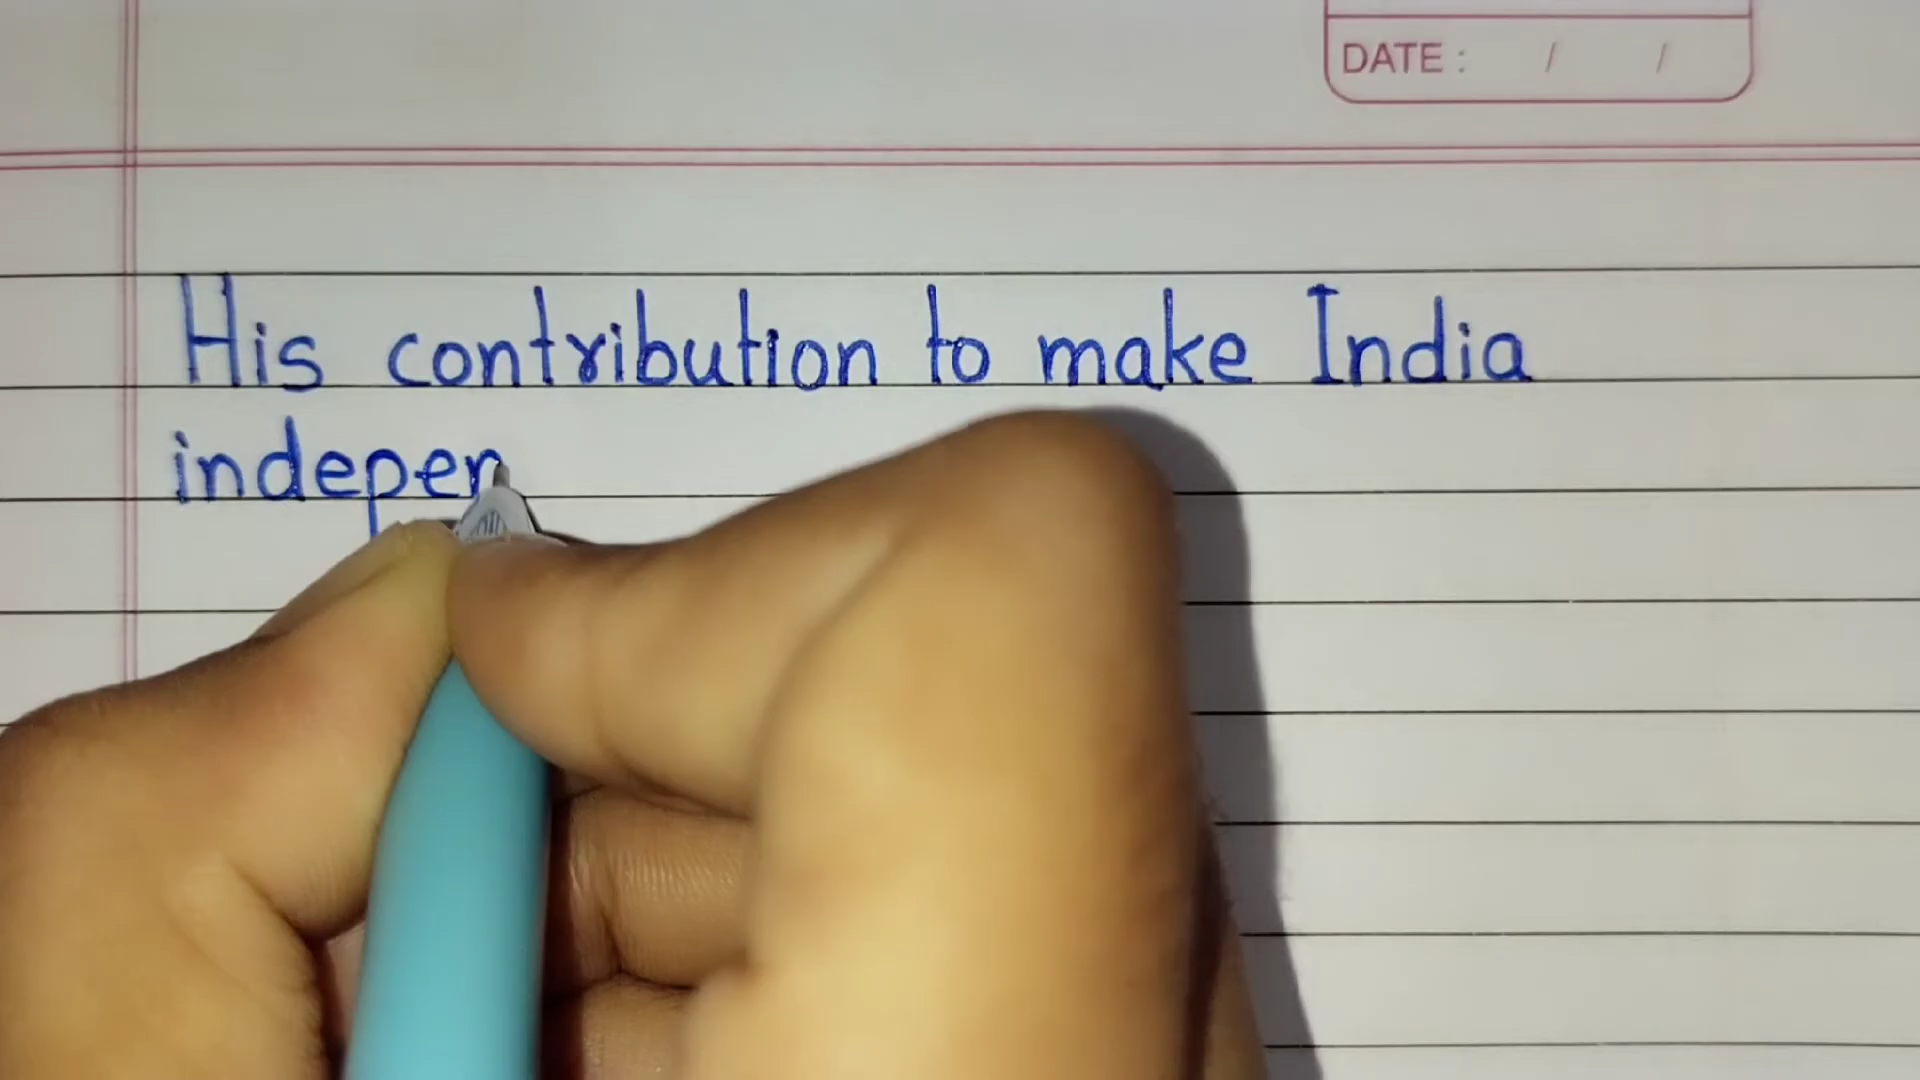 DATE : / /
His contribution to make India
indepen